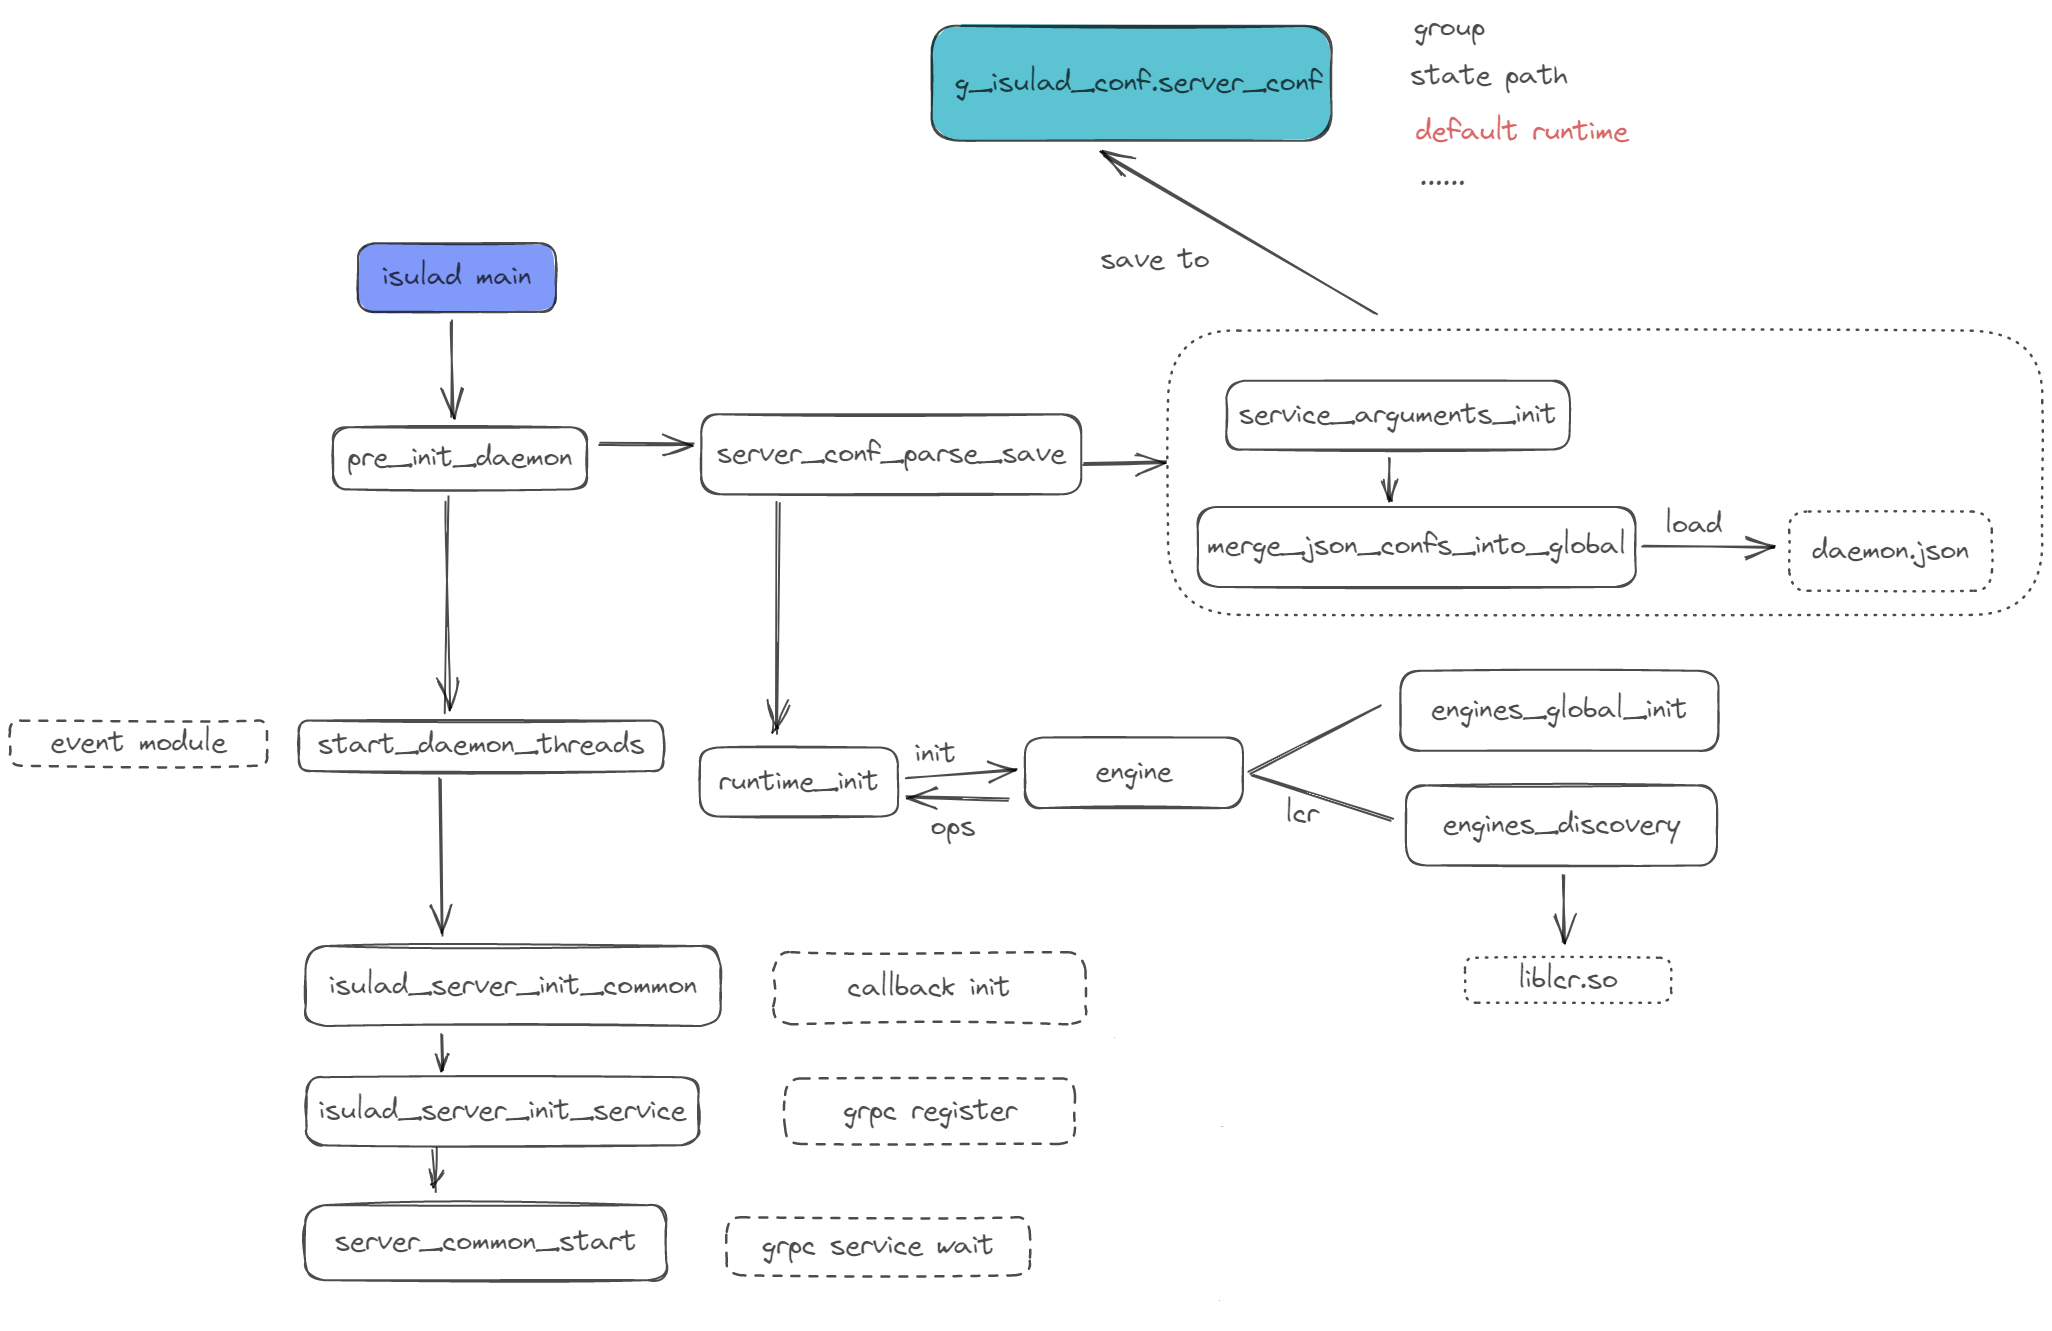 group
state path
g_isulad_conf.server_conf
default runtime
......
save to
isulad main
service_arguments_init
pre_init_daemon
server_conf_parse_save
load
merge_json_confs_into_global
daemon.json
engines_global_init
event module
start_daemon_threads
init
runtime_init
engine
ops
lcr
engines_discovery
liblcr.so
isulad_server_init_common
callback init
isulad_server_init_service
grpc register
server_common_start
grpc service wait